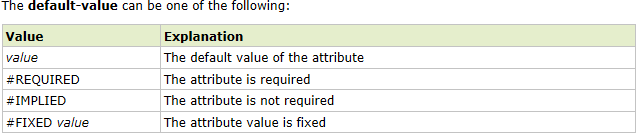 The default-value can be one of the following:
Value Explanation
value The default value of the attribute
#REQUIRED The attribute is required
#IMPLIED The attribute is not required
#FIXED value The attribute value is fixed